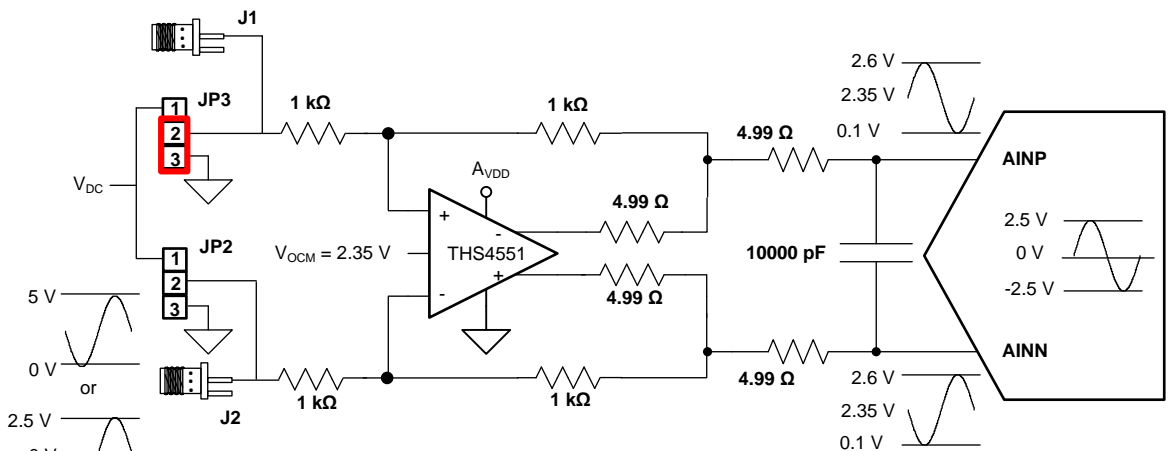 J1
JP3
1
2
3
V_DC
1 kΩ
1 kΩ
A_VDD
4.99 Ω
4.99 Ω
+
-
-
+
THS4551
V_OCM = 2.35 V
4.99 Ω
4.99 Ω
10000 pF
2.6 V
2.35 V
0.1 V
AINP
2.5 V
0 V
-2.5 V
AINN
2.6 V
2.35 V
0.1 V
JP2
1
2
3
5 V
0 V
or
2.5 V
J2
1 kΩ
1 kΩ